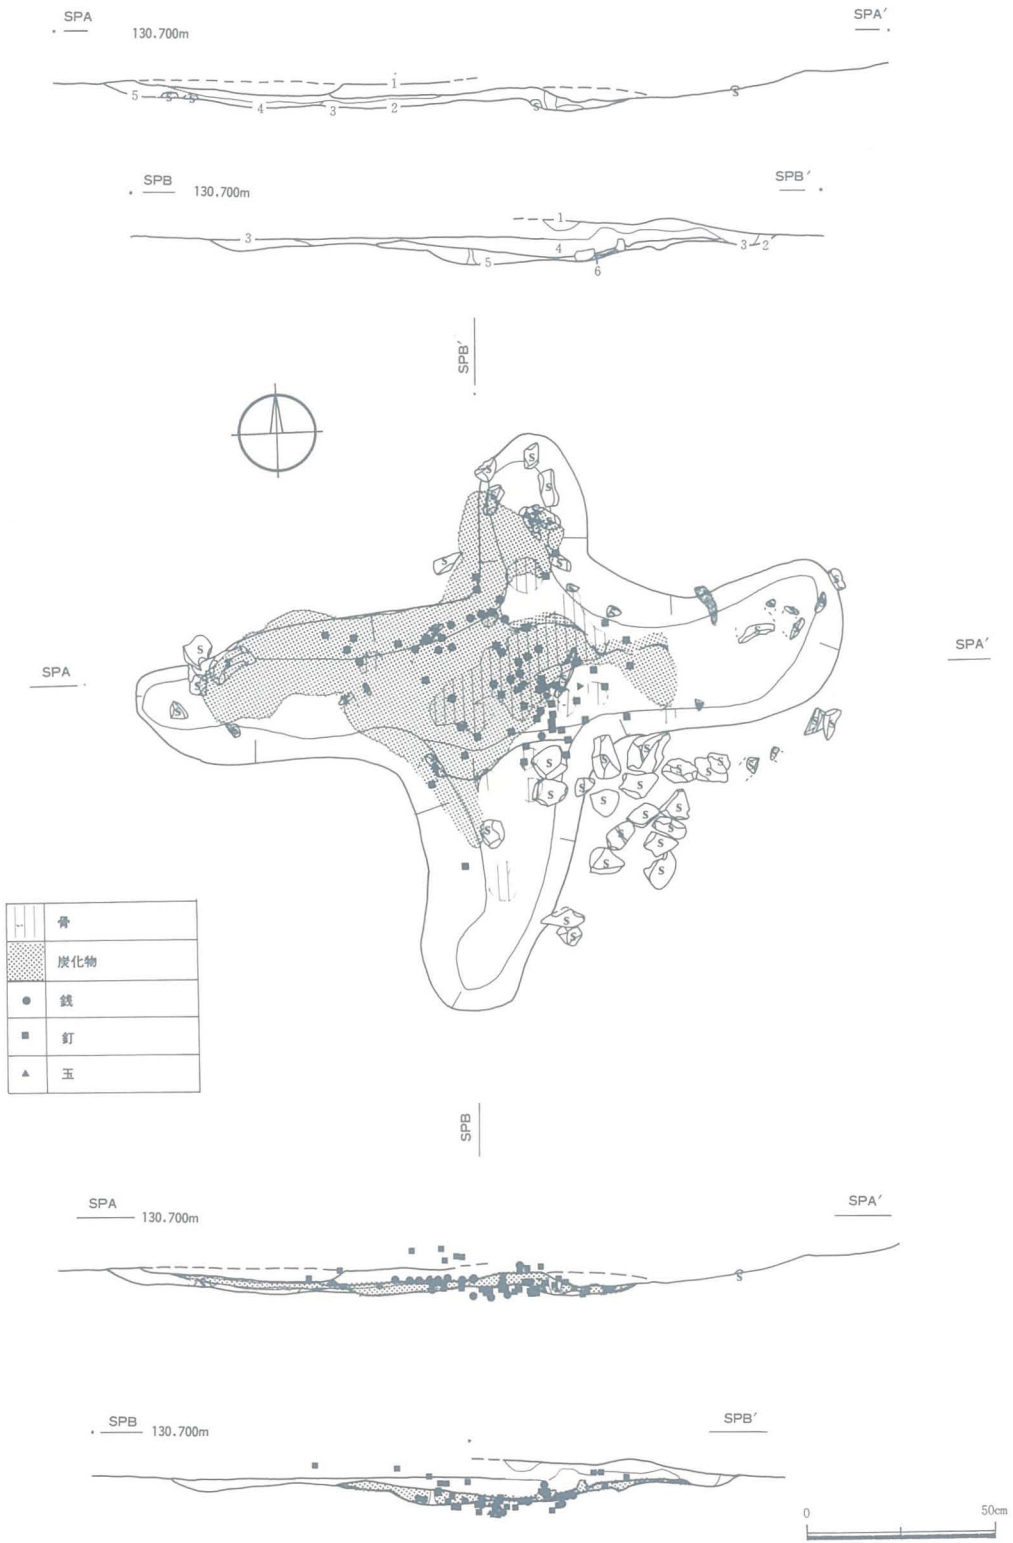 SPA SPA′
130.700m
1
5 S S 4 3 2 S S
SPB 130.700m SPB′
1
3 4 3 2
5 6
SPB′
S S
S
S
S
S S
S
S
SPA SPA′
S
S
S S S
S S S S
S S S
S S
S S S
S
S S
S
S
S
骨
炭化物
銭
釘
玉
SPB
SPA 130.700m SPA′
S
SPB 130.700m SPB′
0 50cm